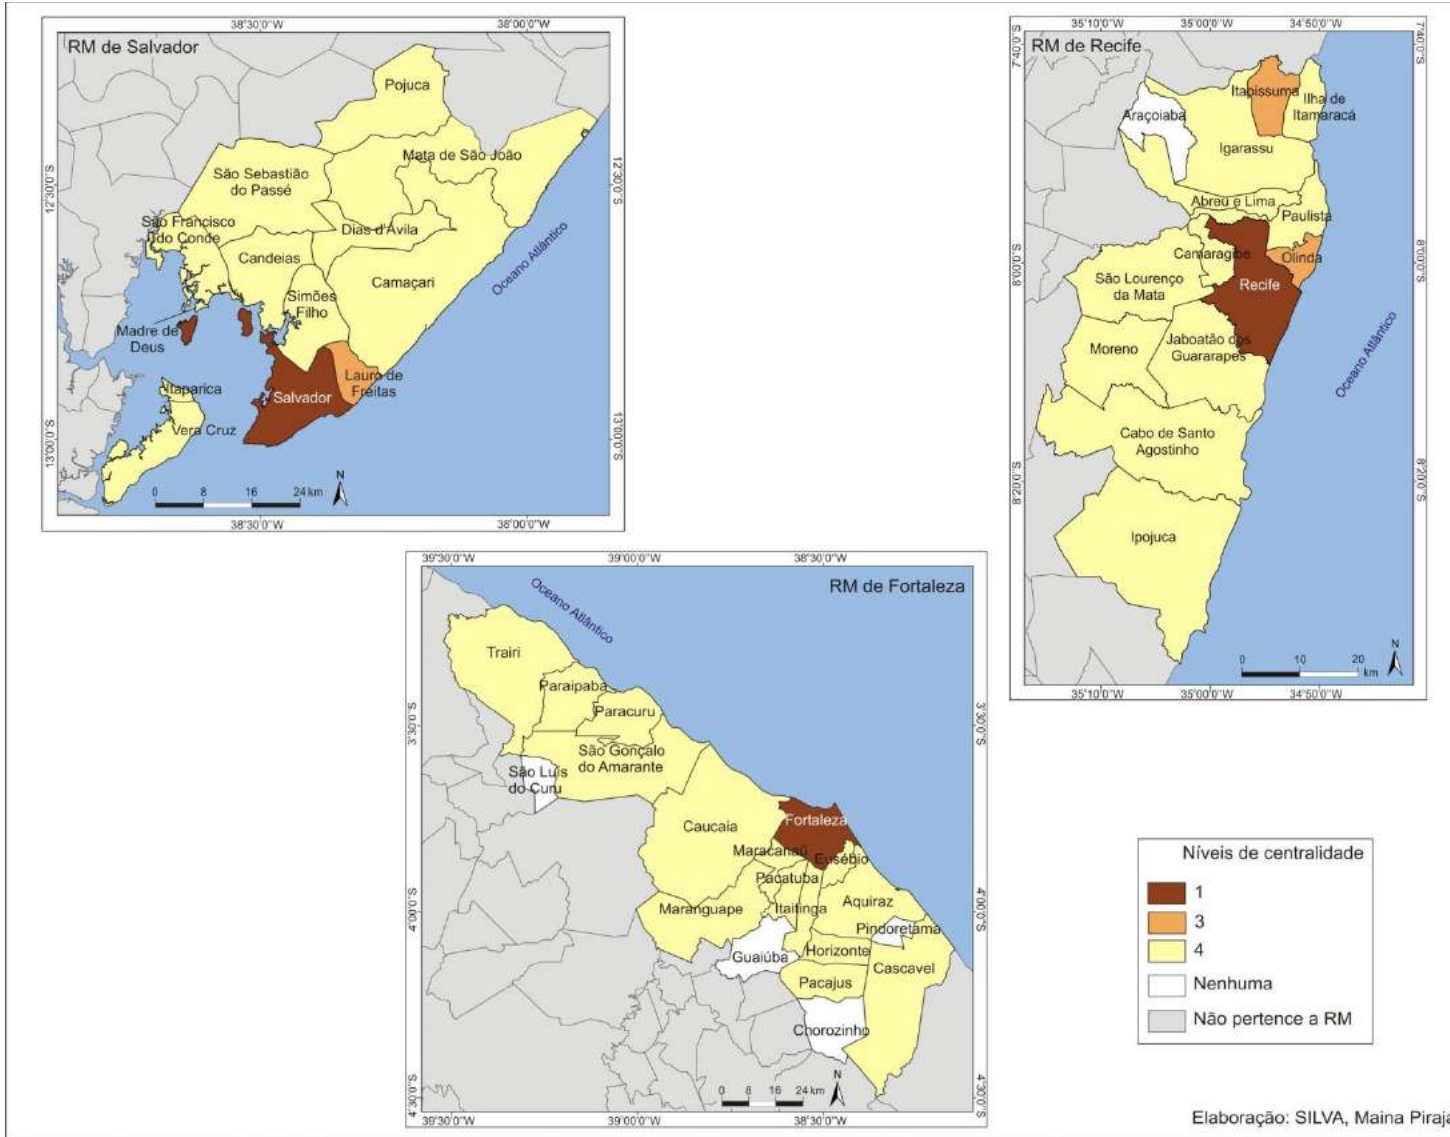 38°30'0"W
38°00'0"W
RM de Salvador
Pojuca
Mata de São João
São Sebastião
do Passé
12°30'0"S
12°30'0"S
São Francisco
do Conde
Dias d'Ávila
Candeias
Camaçari
Oceano Atlântico
Simões
Filho
Madre de
Deus
Lauro de
Freitas
Itaparica
Salvador
Vera Cruz
13°00'0"S
13°00'0"S
N
0 8 16 24 km
38°30'0"W
38°00'0"W
35°10'0"W
35°00'0"W
34°50'0"W
7°40'0"S
7°40'0"S
RM de Recife
Itapissuma
Ilha de
Itamaracá
Araçoiaba
Igarassu
Abreu e Lima
Paulista
Camaragibe
Olinda
8°00'0"S
8°00'0"S
São Lourenço
da Mata
Recife
Moreno
Jaboatão dos
Guararapes
Oceano Atlântico
Cabo de Santo
Agostinho
8°20'0"S
8°20'0"S
Ipojuca
N
0 10 20
km
35°10'0"W
35°00'0"W
34°50'0"W
39°30'0"W
39°00'0"W
38°30'0"W
Oceano Atlântico
RM de Fortaleza
Trairi
Paraipaba
Paracuru
3°30'0"S
3°30'0"S
São Gonçalo
do Amarante
São Luís
do Curu
Caucaia
Fortaleza
Maracanaú
Eusébio
Pacatuba
Maranguape
Itaitinga
Aquiraz
4°00'0"S
4°00'0"S
Pindoretama
Guaiúba
Horizonte
Cascavel
Pacajus
Chorozinho
N
0 8 16 24 km
4°30'0"S
4°30'0"S
39°30'0"W
39°00'0"W
38°30'0"W
Níveis de centralidade
1
3
4
Nenhuma
Não pertence a RM
Elaboração: SILVA, Maina Piraja